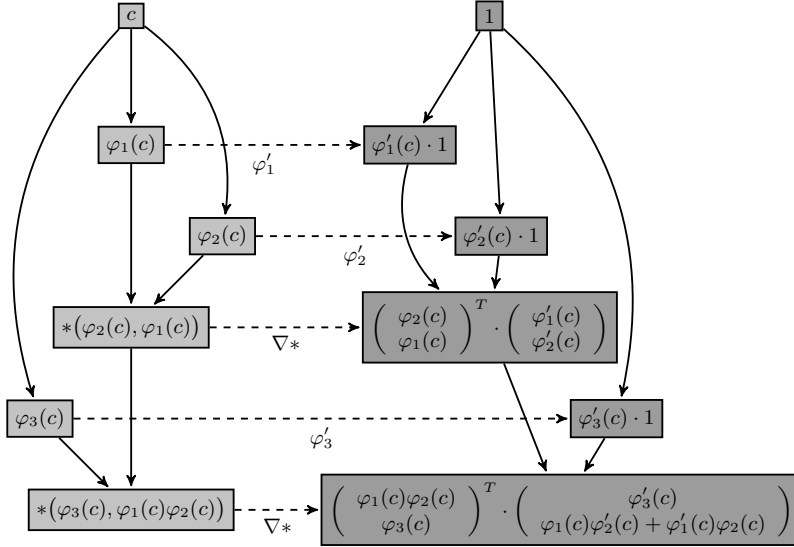 c 1
φ₁(c) φ′₁(c) · 1
φ′₁
φ₂(c) φ′₂(c) · 1
φ′₂
∗(φ₂(c), φ₁(c)) ( φ₂(c) φ₁(c) )ᵀ · ( φ′₁(c) φ′₂(c) )
∇∗
φ₃(c) φ′₃(c) · 1
φ′₃
∗(φ₃(c), φ₁(c)φ₂(c)) ( φ₁(c)φ₂(c) φ₃(c) )ᵀ · ( φ′₃(c) φ₁(c)φ′₂(c) + φ′₁(c)φ₂(c) )
∇∗